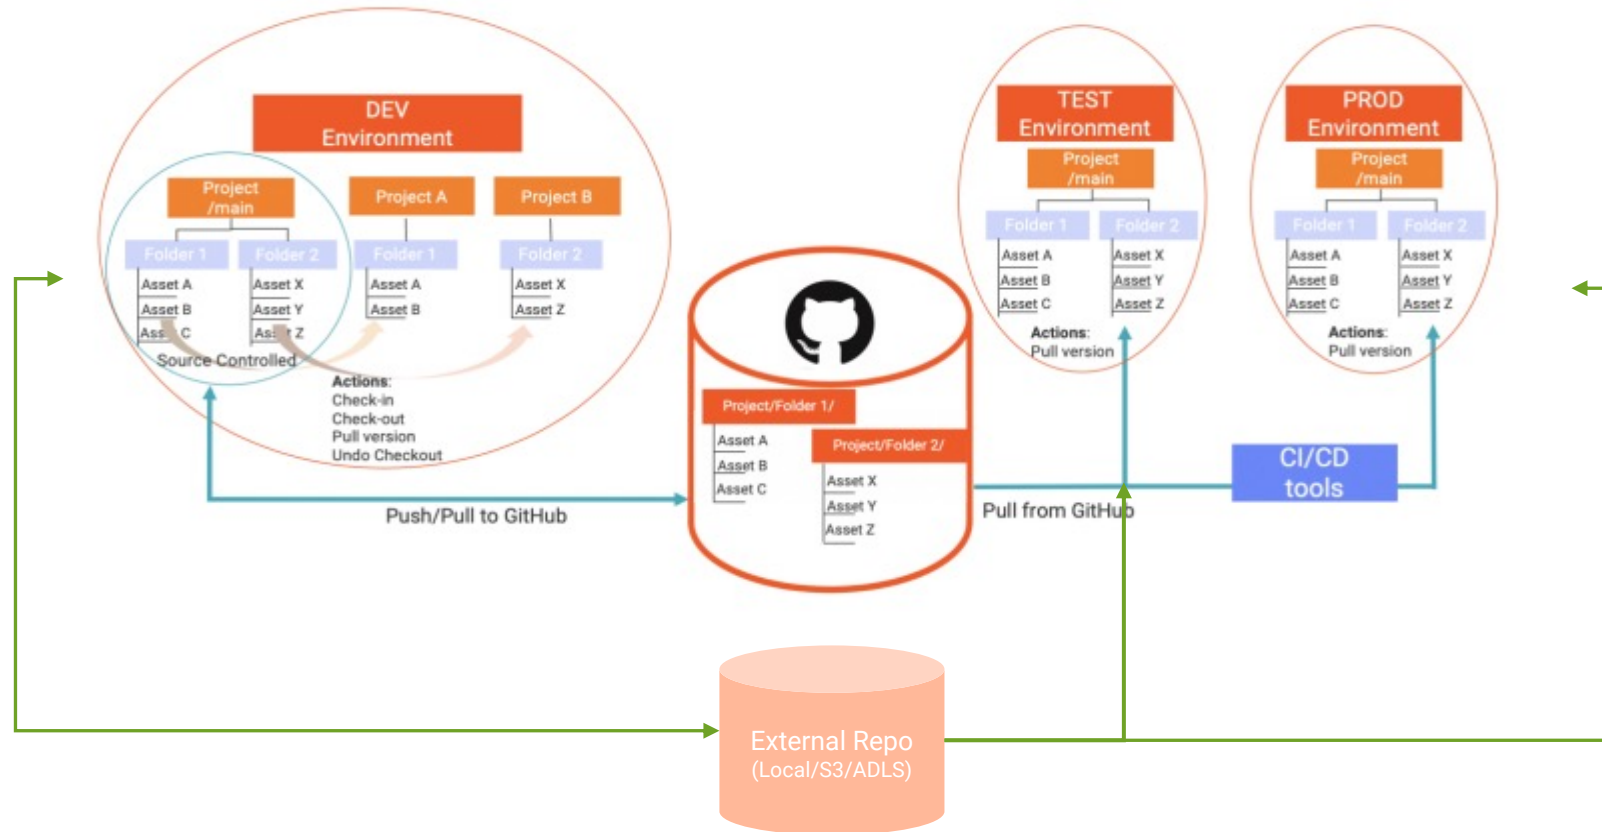 DEV
Environment
Project
/main
Project A
Project B
Folder 1
Folder 2
Folder 1
Folder 2
Asset A
Asset B
Asset C
Asset X
Asset Y
Asset Z
Asset A
Asset B
Asset X
Asset Z
Source Controlled
Actions:
Check-in
Check-out
Pull version
Undo Checkout
Push/Pull to GitHub
Project/Folder 1/
Asset A
Asset B
Asset C
Project/Folder 2/
Asset X
Asset Y
Asset Z
Pull from GitHub
TEST
Environment
Project
/main
Folder 1
Folder 2
Asset A
Asset B
Asset C
Asset X
Asset Y
Asset Z
Actions:
Pull version
PROD
Environment
Project
/main
Folder 1
Folder 2
Asset A
Asset B
Asset C
Asset X
Asset Y
Asset Z
Actions:
Pull version
CI/CD
tools
External Repo
(Local/S3/ADLS)